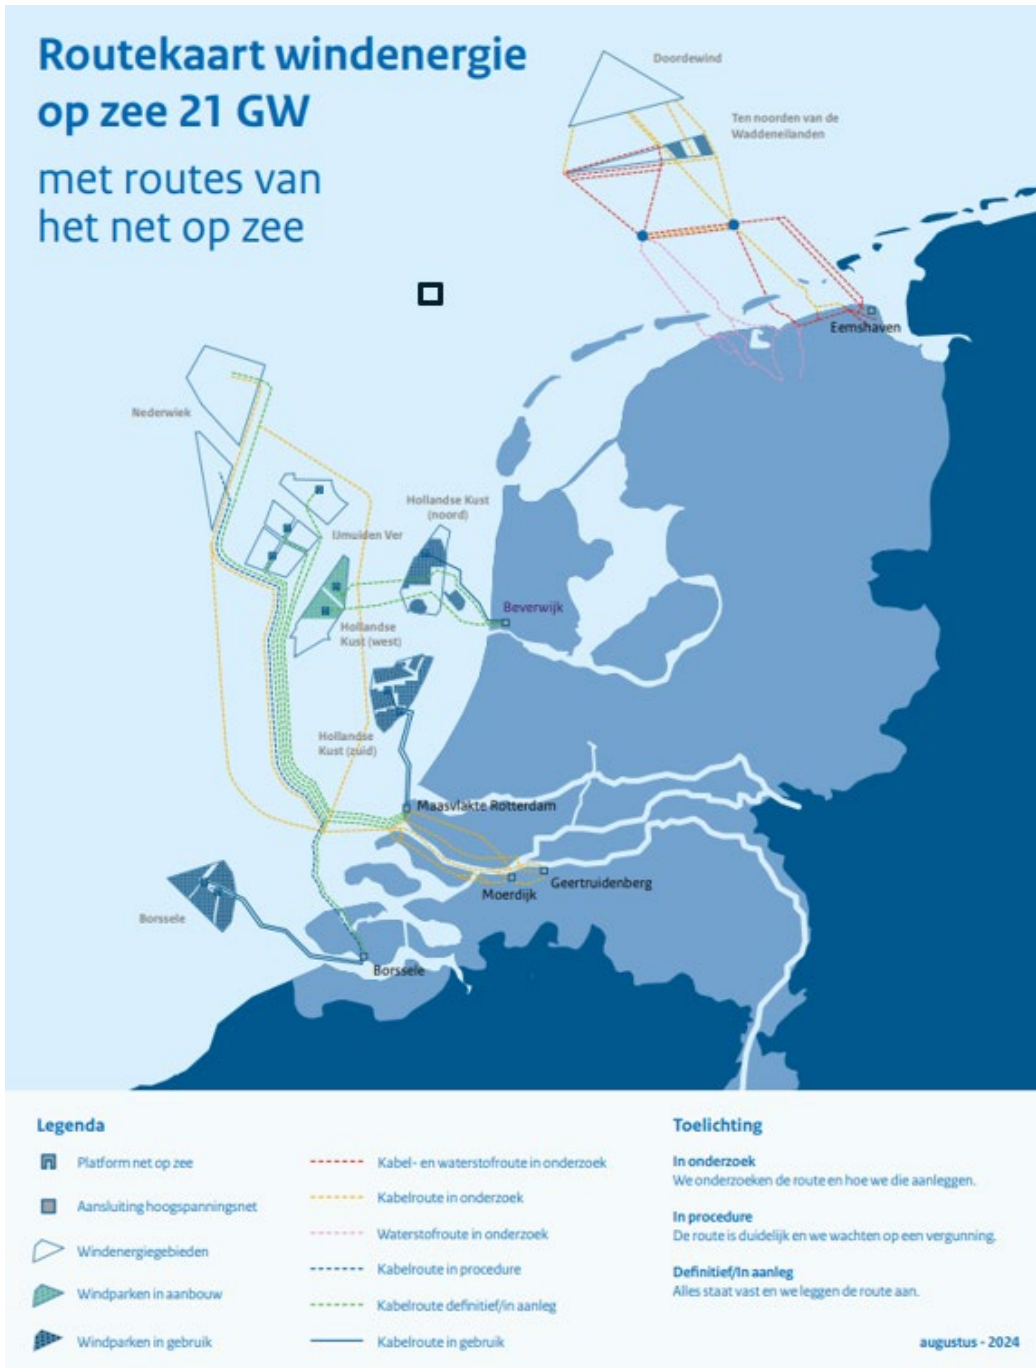 Routekaart windenergie
op zee 21 GW
met routes van
het net op zee
Doordewind
Ten noorden van de
Waddeneilanden
Eemshaven
Nederwiek
Hollandse Kust
(noord)
IJmuiden Ver
Beverwijk
Hollandse
Kust (west)
Hollandse
Kust (zuid)
Maasvlakte Rotterdam
Geertruidenberg
Moerdijk
Borssele
Borssele
Legenda
Platform net op zee
Aansluiting hoogspanningsnet
Windenergiegebieden
Windparken in aanbouw
Windparken in gebruik
Kabel- en waterstofroute in onderzoek
Kabelroute in onderzoek
Waterstofroute in onderzoek
Kabelroute in procedure
Kabelroute definitief/in aanleg
Kabelroute in gebruik
Toelichting
In onderzoek
We onderzoeken de route en hoe we die aanleggen.
In procedure
De route is duidelijk en we wachten op een vergunning.
Definitief/In aanleg
Alles staat vast en we leggen de route aan.
augustus - 2024